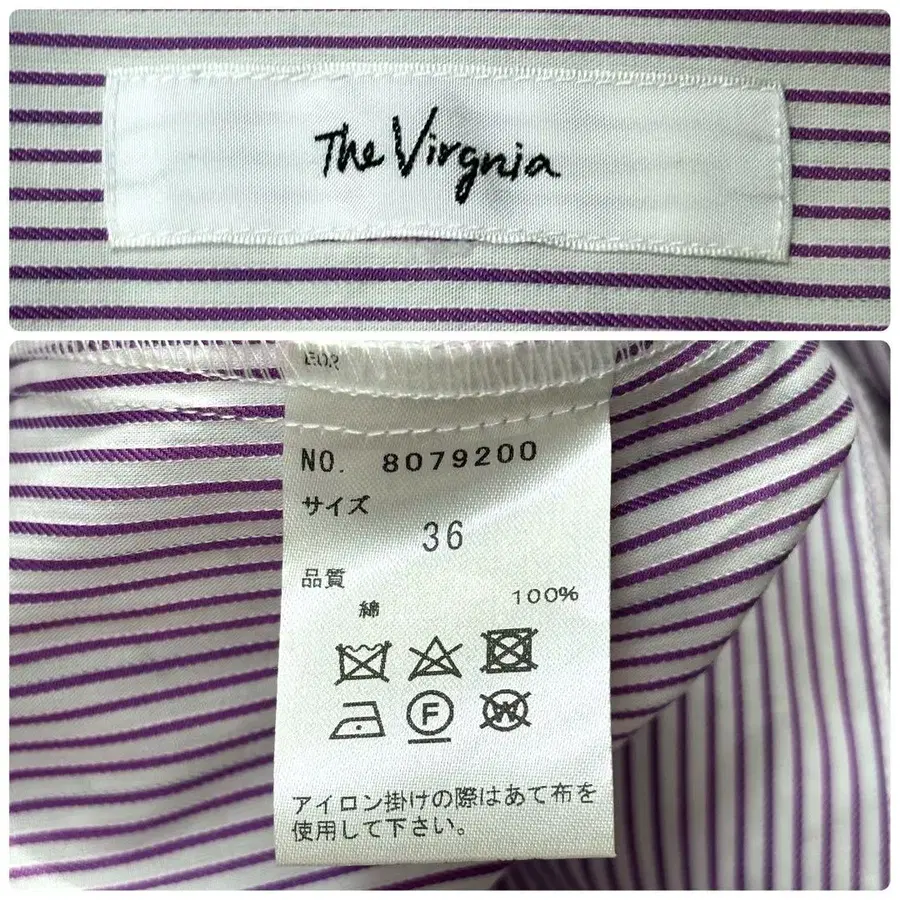 The Virgnia
NO. 8079200
サイズ
36
品質
綿 100%
F
W
アイロン掛けの際はあて布を
使用して下さい。